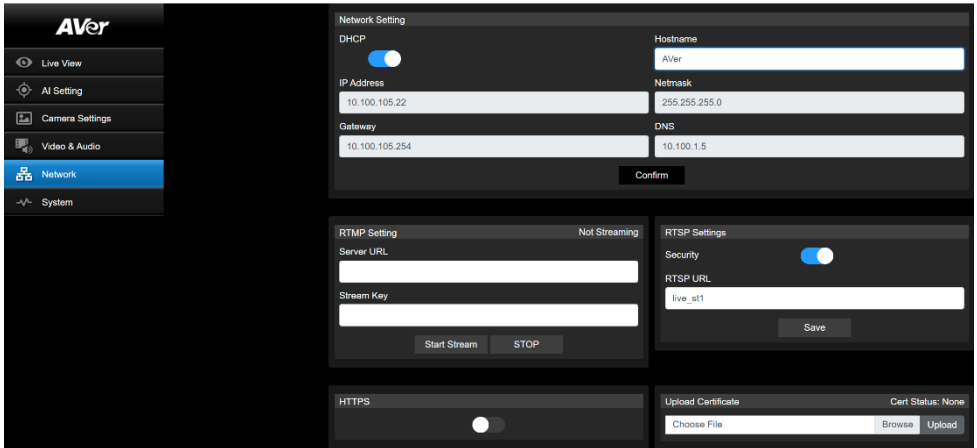 AVer
Live View
AI Setting
Camera Settings
Video & Audio
Network
System
Network Setting
DHCP
Hostname
AVer
IP Address
Netmask
10.100.105.22
255.255.255.0
Gateway
DNS
10.100.105.254
10.100.1.5
Confirm
RTMP Setting
Not Streaming
Server URL
Stream Key
Start Stream
STOP
RTSP Settings
Security
RTSP URL
live_st1
Save
HTTPS
Upload Certificate
Cert Status: None
Choose File
Browse
Upload